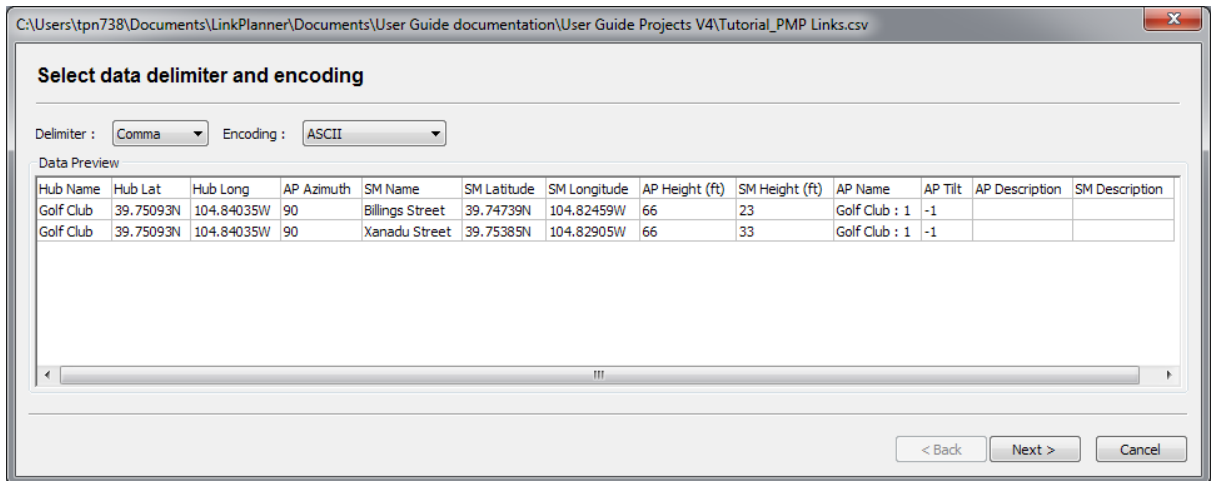 C:\Users\tpn738\Documents\LinkPlanner\Documents\User Guide documentation\User Guide Projects V4\Tutorial_PMP Links.csv
Select data delimiter and encoding
Delimiter : Comma Encoding : ASCII
Data Preview
Hub Name Hub Lat Hub Long AP Azimuth SM Name SM Latitude SM Longitude AP Height (ft) SM Height (ft) AP Name AP Tilt AP Description SM Description
Golf Club 39.75093N 104.84035W 90 Billings Street 39.74739N 104.82459W 66 23 Golf Club : 1 -1
Golf Club 39.75093N 104.84035W 90 Xanadu Street 39.75385N 104.82905W 66 33 Golf Club : 1 -1
< Back Next > Cancel